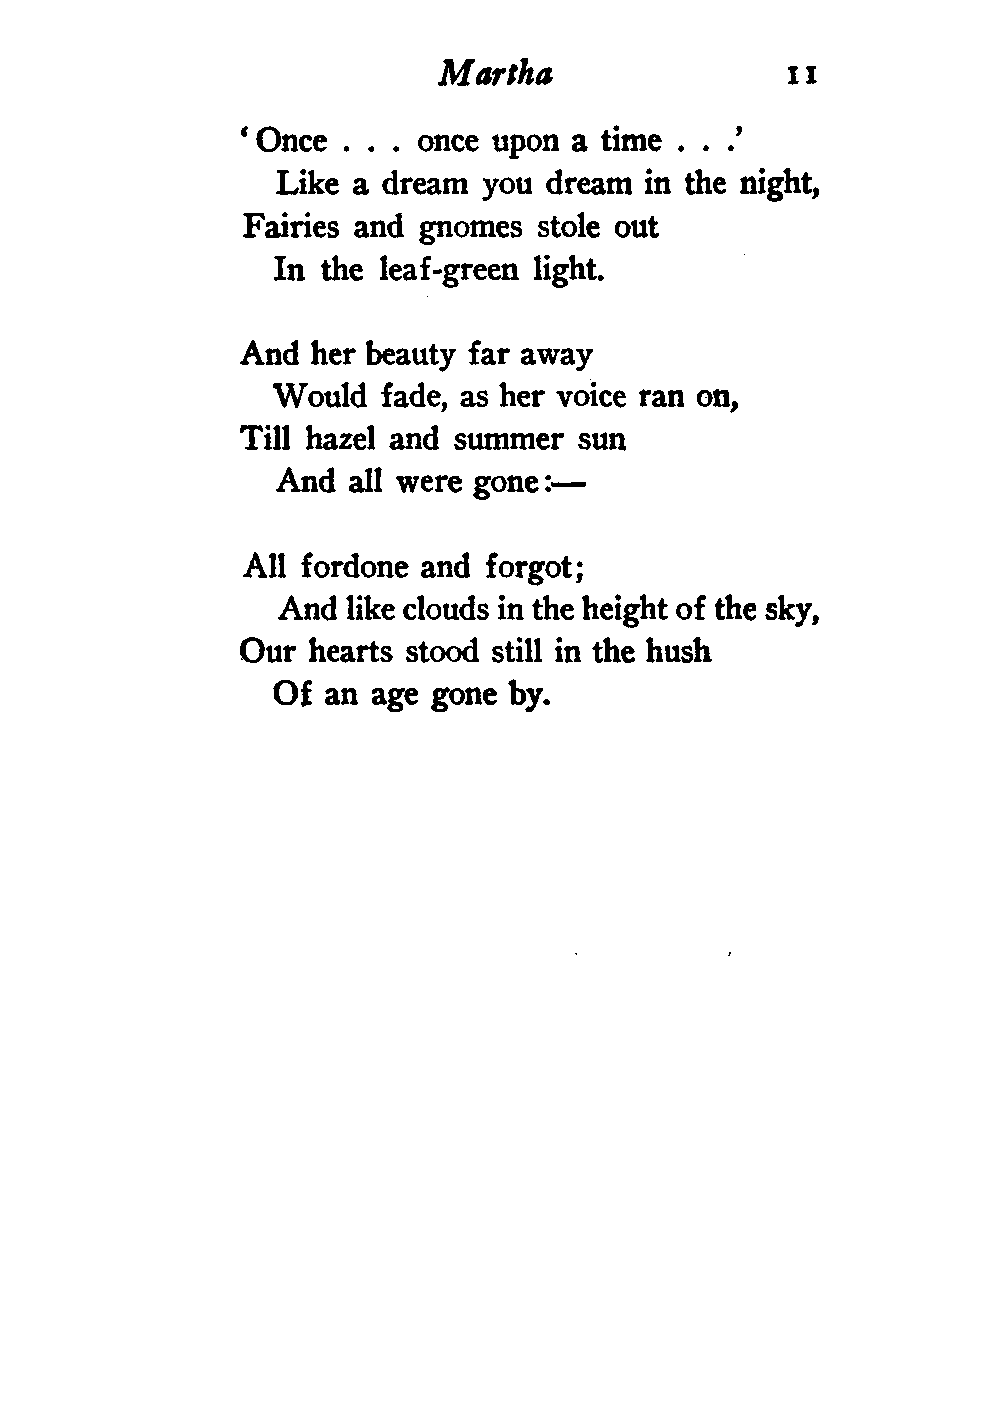 Martha 11
‘Once . . . once upon a time . . .’
Like a dream you dream in the night,
Fairies and gnomes stole out
In the leaf-green light.
And her beauty far away
Would fade, as her voice ran on,
Till hazel and summer sun
And all were gone:—
All fordone and forgot;
And like clouds in the height of the sky,
Our hearts stood still in the hush
Of an age gone by.